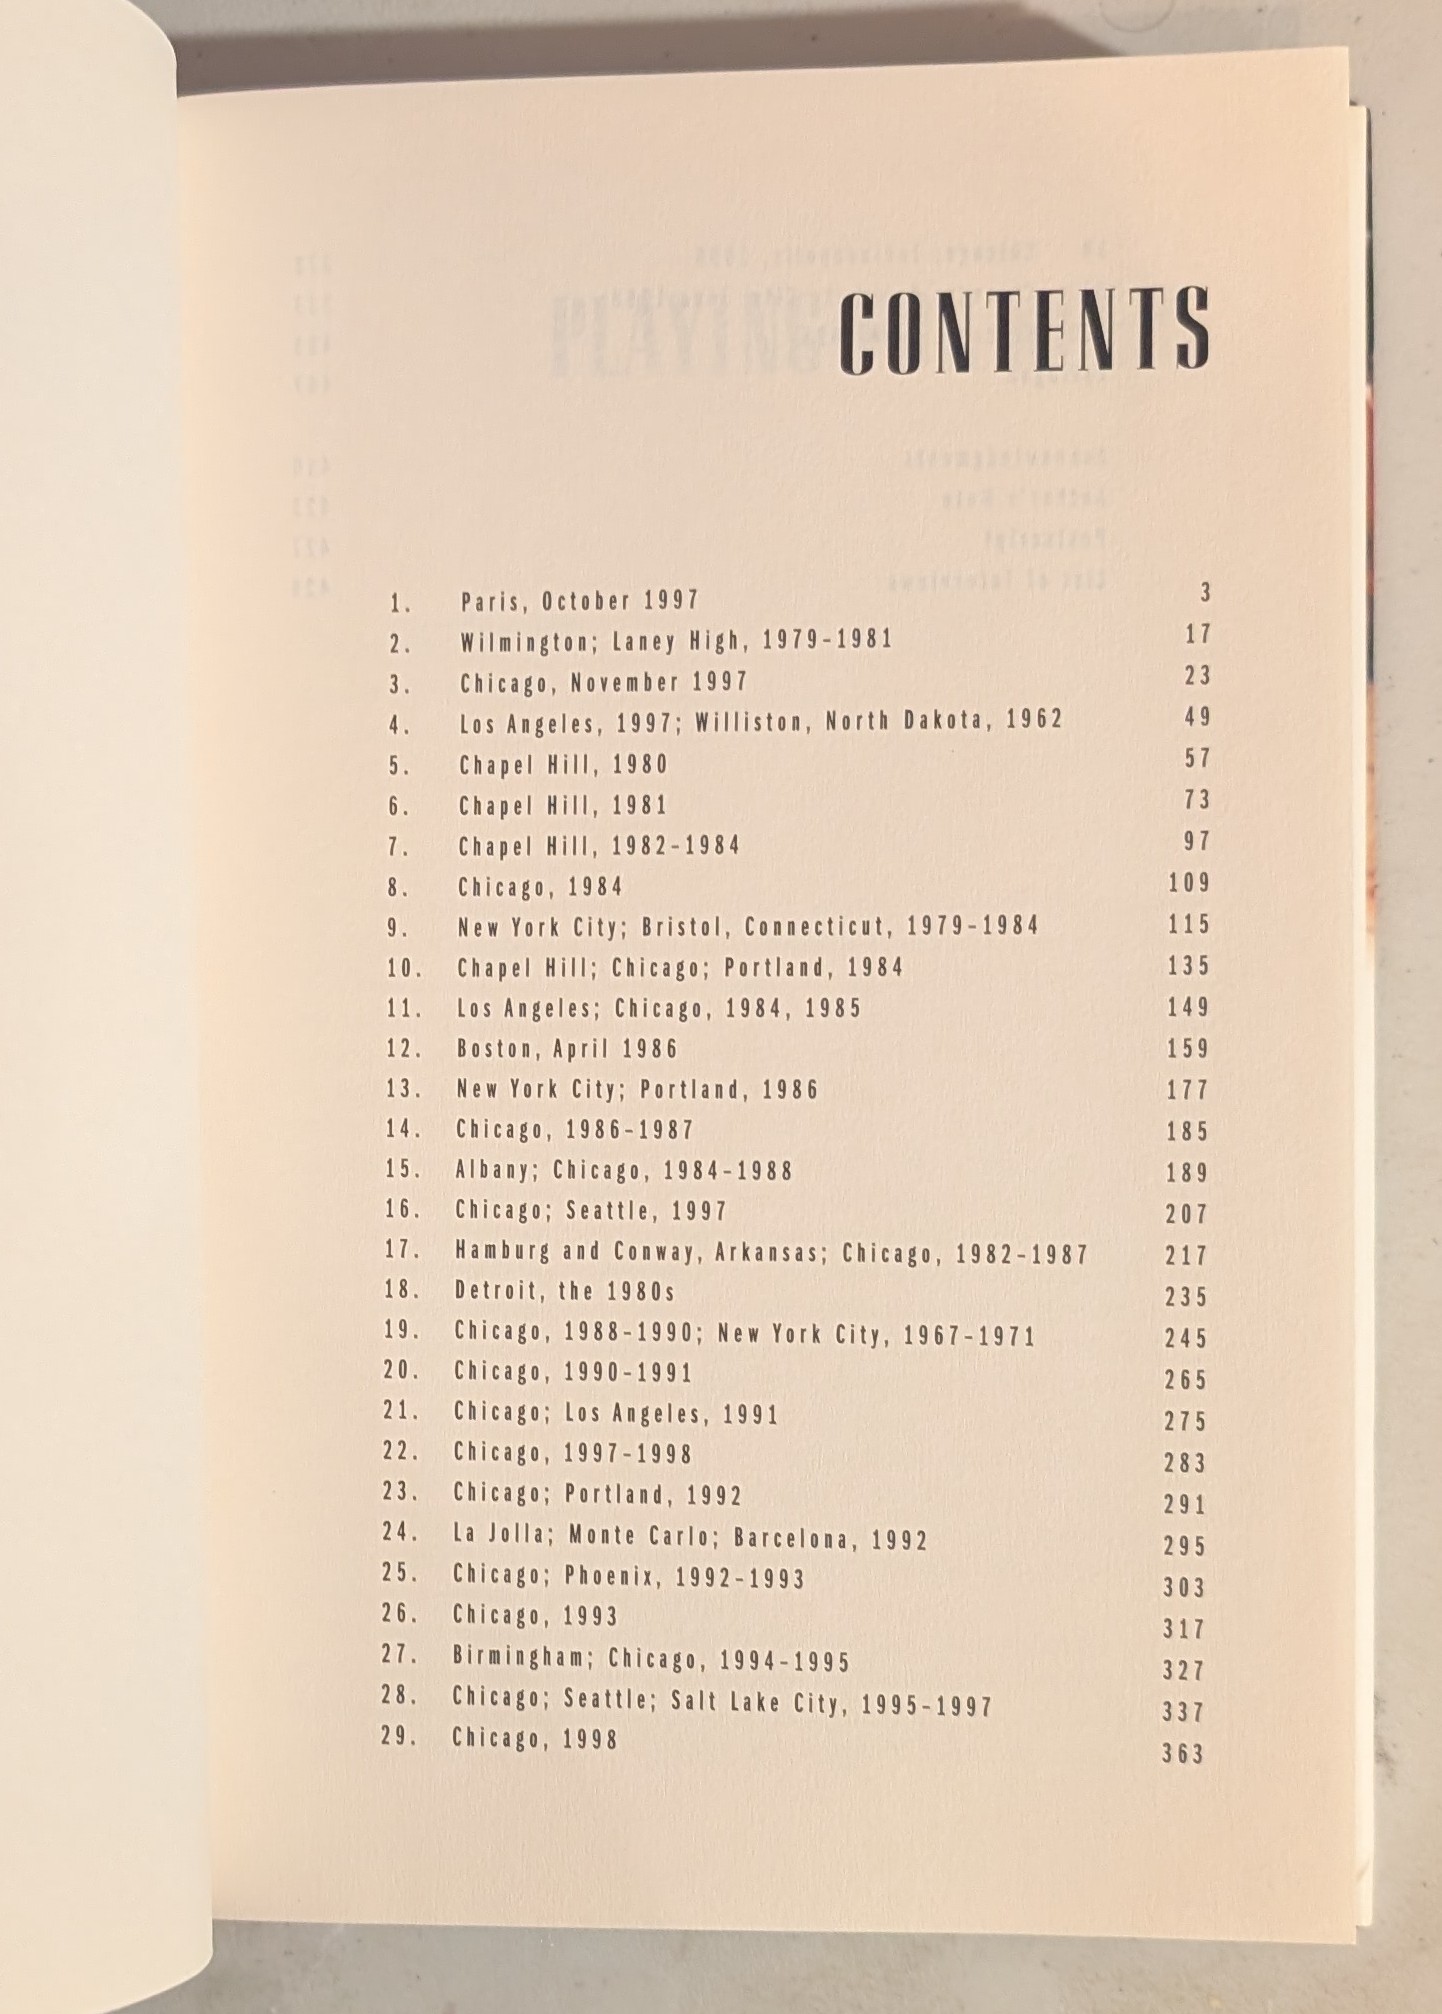 CONTENTS
1. Paris, October 1997 3
2. Wilmington; Laney High, 1979-1981 17
3. Chicago, November 1997 23
4. Los Angeles, 1997; Williston, North Dakota, 1962 49
5. Chapel Hill, 1980 57
6. Chapel Hill, 1981 73
7. Chapel Hill, 1982-1984 97
8. Chicago, 1984 109
9. New York City; Bristol, Connecticut, 1979-1984 115
10. Chapel Hill; Chicago; Portland, 1984 135
11. Los Angeles; Chicago, 1984, 1985 149
12. Boston, April 1986 159
13. New York City; Portland, 1986 177
14. Chicago, 1986-1987 185
15. Albany; Chicago, 1984-1988 189
16. Chicago; Seattle, 1997 207
17. Hamburg and Conway, Arkansas; Chicago, 1982-1987 217
18. Detroit, the 1980s 235
19. Chicago, 1988-1990; New York City, 1967-1971 245
20. Chicago, 1990-1991 265
21. Chicago; Los Angeles, 1991 275
22. Chicago, 1997-1998 283
23. Chicago; Portland, 1992 291
24. La Jolla; Monte Carlo; Barcelona, 1992 295
25. Chicago; Phoenix, 1992-1993 303
26. Chicago, 1993 317
27. Birmingham; Chicago, 1994-1995 327
28. Chicago; Seattle; Salt Lake City, 1995-1997 337
29. Chicago, 1998 363